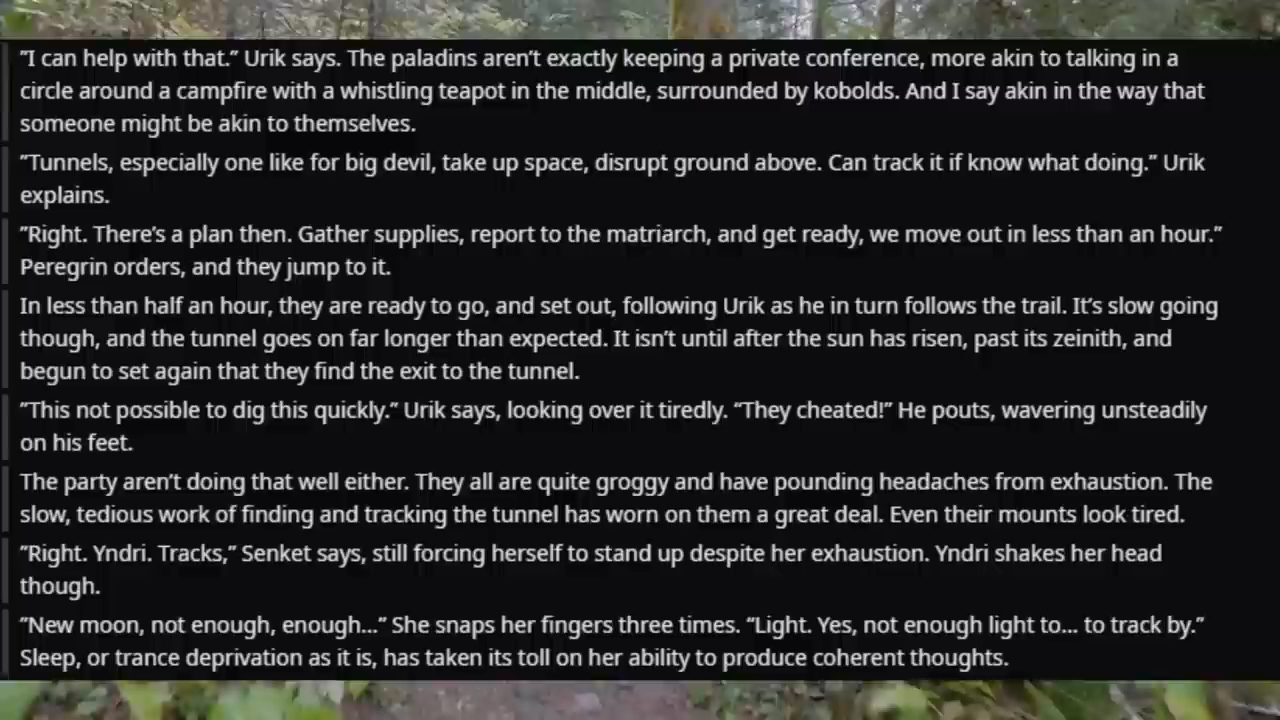 "I can help with that." Urik says. The paladins aren't exactly keeping a private conference, more akin to talking in a
circle around a campfire with a whistling teapot in the middle, surrounded by kobolds. And I say akin in the way that
someone might be akin to themselves.
"Tunnels, especially one like for big devil, take up space, disrupt ground above. Can track it if know what doing." Urik
explains.
"Right. There's a plan then. Gather supplies, report to the matriarch, and get ready, we move out in less than an hour."
Peregrin orders, and they jump to it.
In less than half an hour, they are ready to go, and set out, following Urik as he in turn follows the trail. It's slow going
though, and the tunnel goes on far longer than expected. It isn't until after the sun has risen, past its zeinith, and
begun to set again that they find the exit to the tunnel.
"This not possible to dig this quickly." Urik says, looking over it tiredly. "They cheated!" He pouts, wavering unsteadily
on his feet.
The party aren't doing that well either. They all are quite groggy and have pounding headaches from exhaustion. The
slow, tedious work of finding and tracking the tunnel has worn on them a great deal. Even their mounts look tired.
"Right. Yndri. Tracks," Senket says, still forcing herself to stand up despite her exhaustion. Yndri shakes her head
though.
"New moon, not enough, enough..." She snaps her fingers three times. "Light. Yes, not enough light to... to track by."
Sleep, or trance deprivation as it is, has taken its toll on her ability to produce coherent thoughts.